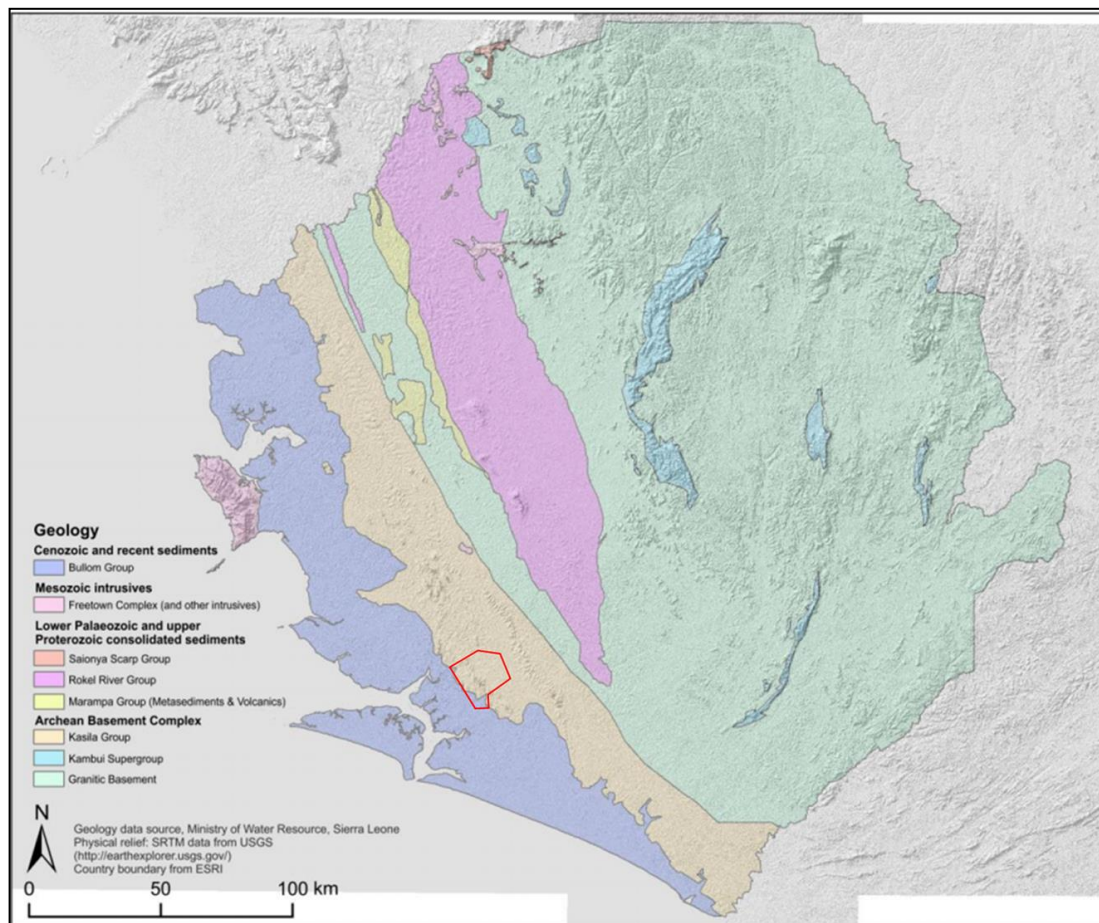 Geology
Cenozoic and recent sediments
Bullom Group
Mesozoic intrusives
Freetown Complex (and other intrusives)
Lower Palaeozoic and upper
Proterozoic consolidated sediments
Saionya Scarp Group
Rokel River Group
Marampa Group (Metasediments & Volcanics)
Archean Basement Complex
Kasila Group
Kambui Supergroup
Granitic Basement
N
Geology data source, Ministry of Water Resource, Sierra Leone
Physical relief: SRTM data from USGS
(http://earthexplorer.usgs.gov/)
Country boundary from ESRI
0 50 100 km